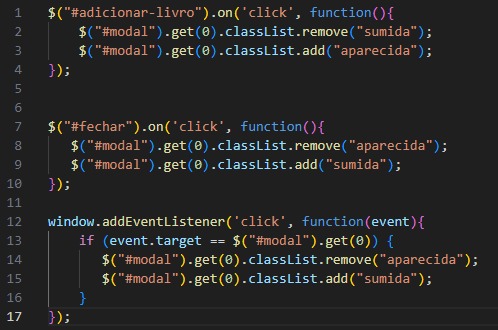 1 $("#adicionar-livro").on('click', function(){
2 $("#modal").get(0).classList.remove("sumida");
3 $("#modal").get(0).classList.add("aparecida");
4 });
5
6
7 $("#fechar").on('click', function(){
8 $("#modal").get(0).classList.remove("aparecida");
9 $("#modal").get(0).classList.add("sumida");
10 });
11
12 window.addEventListener('click', function(event){
13 if (event.target == $("#modal").get(0)) {
14 $("#modal").get(0).classList.remove("aparecida");
15 $("#modal").get(0).classList.add("sumida");
16 }
17 });